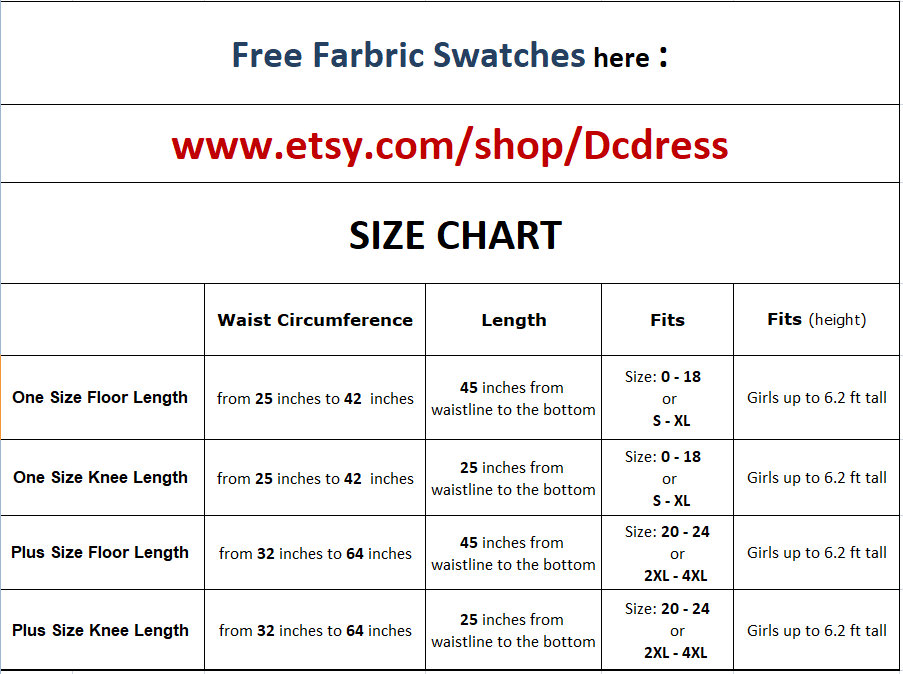 Free Farbric Swatches here :
www.etsy.com/shop/Dcdress
SIZE CHART
Waist Circumference Length Fits Fits (height)
One Size Floor Length from 25 inches to 42 inches 45 inches from waistline to the bottom Size: 0 - 18 or S - XL Girls up to 6.2 ft tall
One Size Knee Length from 25 inches to 42 inches 25 inches from waistline to the bottom Size: 0 - 18 or S - XL Girls up to 6.2 ft tall
Plus Size Floor Length from 32 inches to 64 inches 45 inches from waistline to the bottom Size: 20 - 24 or 2XL - 4XL Girls up to 6.2 ft tall
Plus Size Knee Length from 32 inches to 64 inches 25 inches from waistline to the bottom Size: 20 - 24 or 2XL - 4XL Girls up to 6.2 ft tall